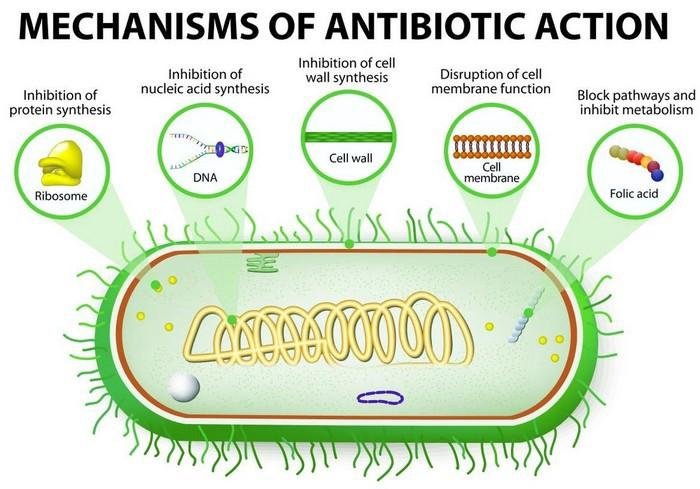 MECHANISMS OF ANTIBIOTIC ACTION
Inhibition of
protein synthesis
Ribosome
Inhibition of
nucleic acid synthesis
DNA
Inhibition of cell
wall synthesis
Cell wall
Disruption of cell
membrane function
Cell
membrane
Block pathways and
inhibit metabolism
Folic acid